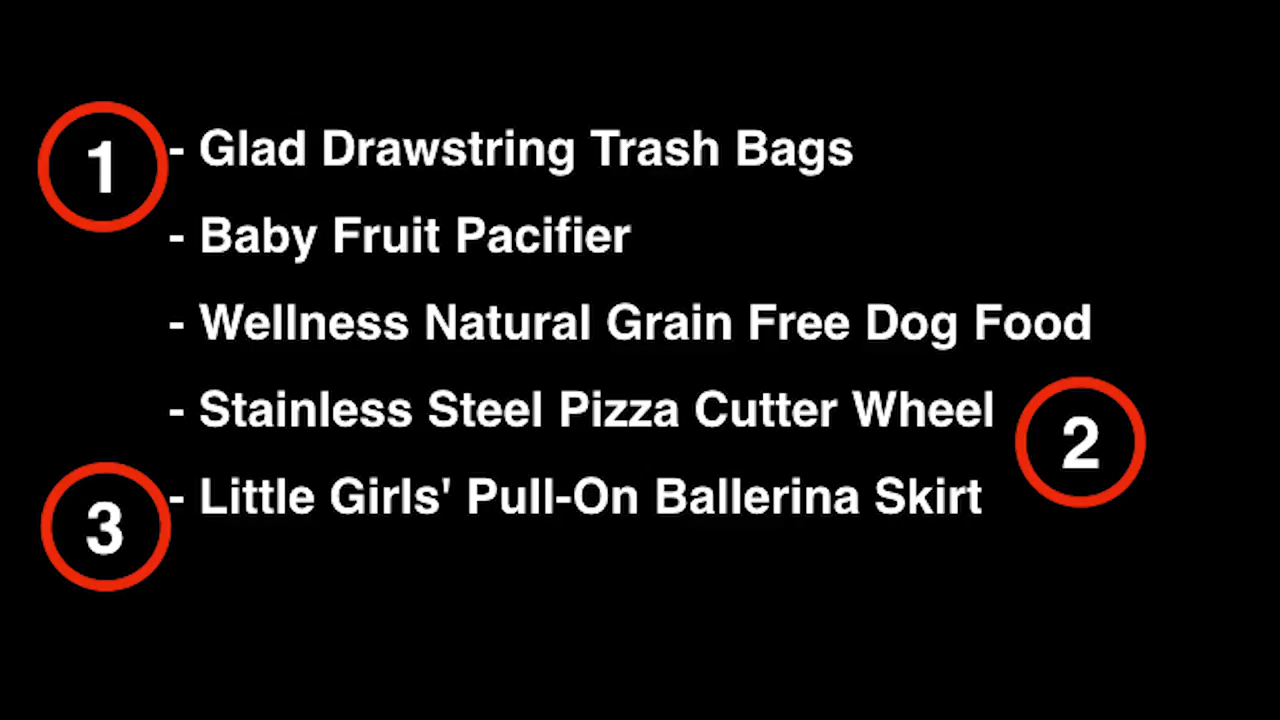 1
- Glad Drawstring Trash Bags
- Baby Fruit Pacifier
- Wellness Natural Grain Free Dog Food
- Stainless Steel Pizza Cutter Wheel
2
3
- Little Girls' Pull-On Ballerina Skirt